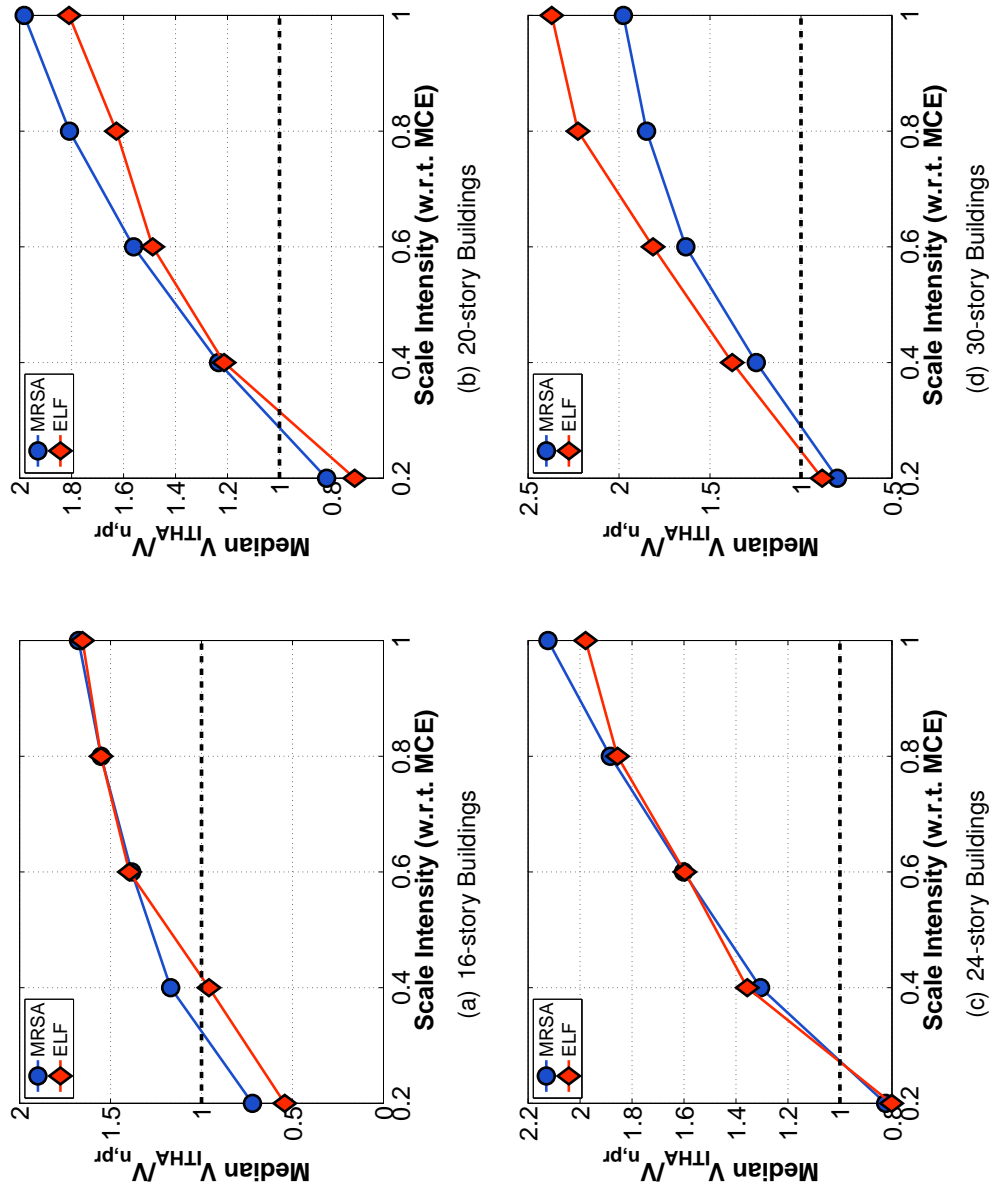 2
1.5
1
0.5
0
0.2
0.4
0.6
0.8
1
Median V_ITHA/V_n,pr
Scale Intensity (w.r.t. MCE)
MRSA
ELF
(a) 16-story Buildings
2
1.8
1.6
1.4
1.2
1
0.8
0.2
0.4
0.6
0.8
1
Median V_ITHA/V_n,pr
Scale Intensity (w.r.t. MCE)
MRSA
ELF
(b) 20-story Buildings
2.2
2
1.8
1.6
1.4
1.2
1
0.8
0.2
0.4
0.6
0.8
1
Median V_ITHA/V_n,pr
Scale Intensity (w.r.t. MCE)
MRSA
ELF
(c) 24-story Buildings
2.5
2
1.5
1
0.5
0.2
0.4
0.6
0.8
1
Median V_ITHA/V_n,pr
Scale Intensity (w.r.t. MCE)
MRSA
ELF
(d) 30-story Buildings